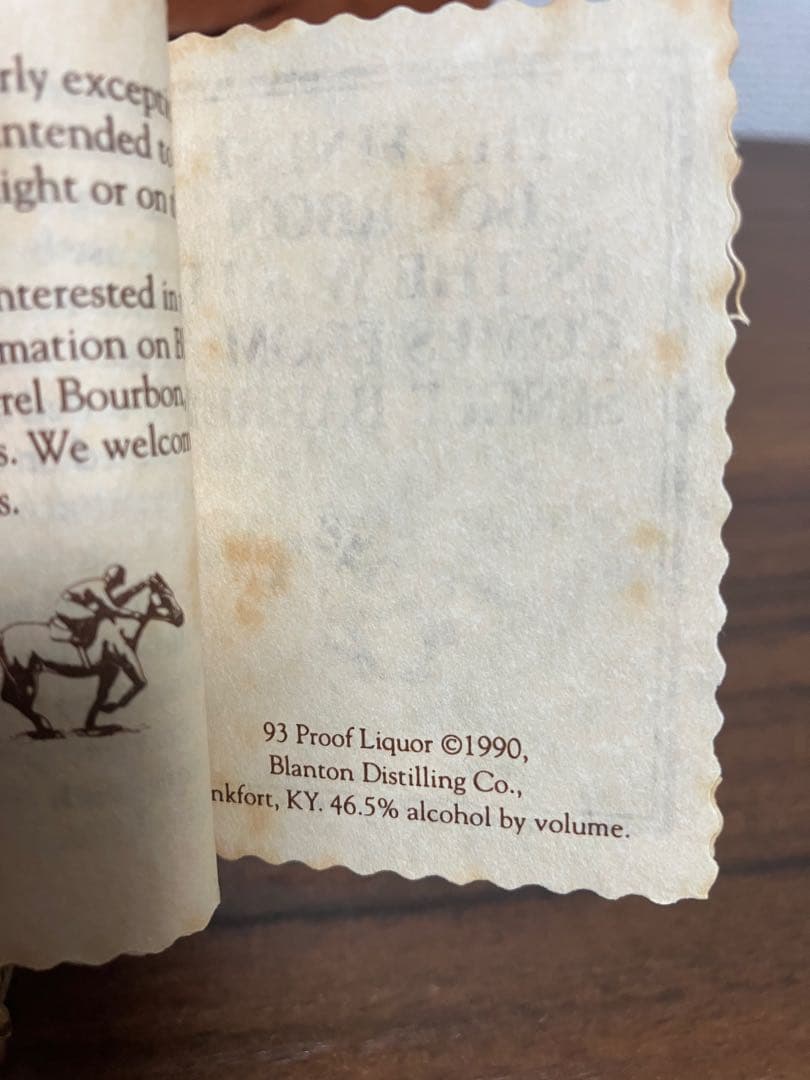 rly excep
ntended to
ight or on
nterested in
mation on B
rel Bourbon,
s. We welcom
s.
93 Proof Liquor ©1990,
Blanton Distilling Co.,
nkfort, KY. 46.5% alcohol by volume.